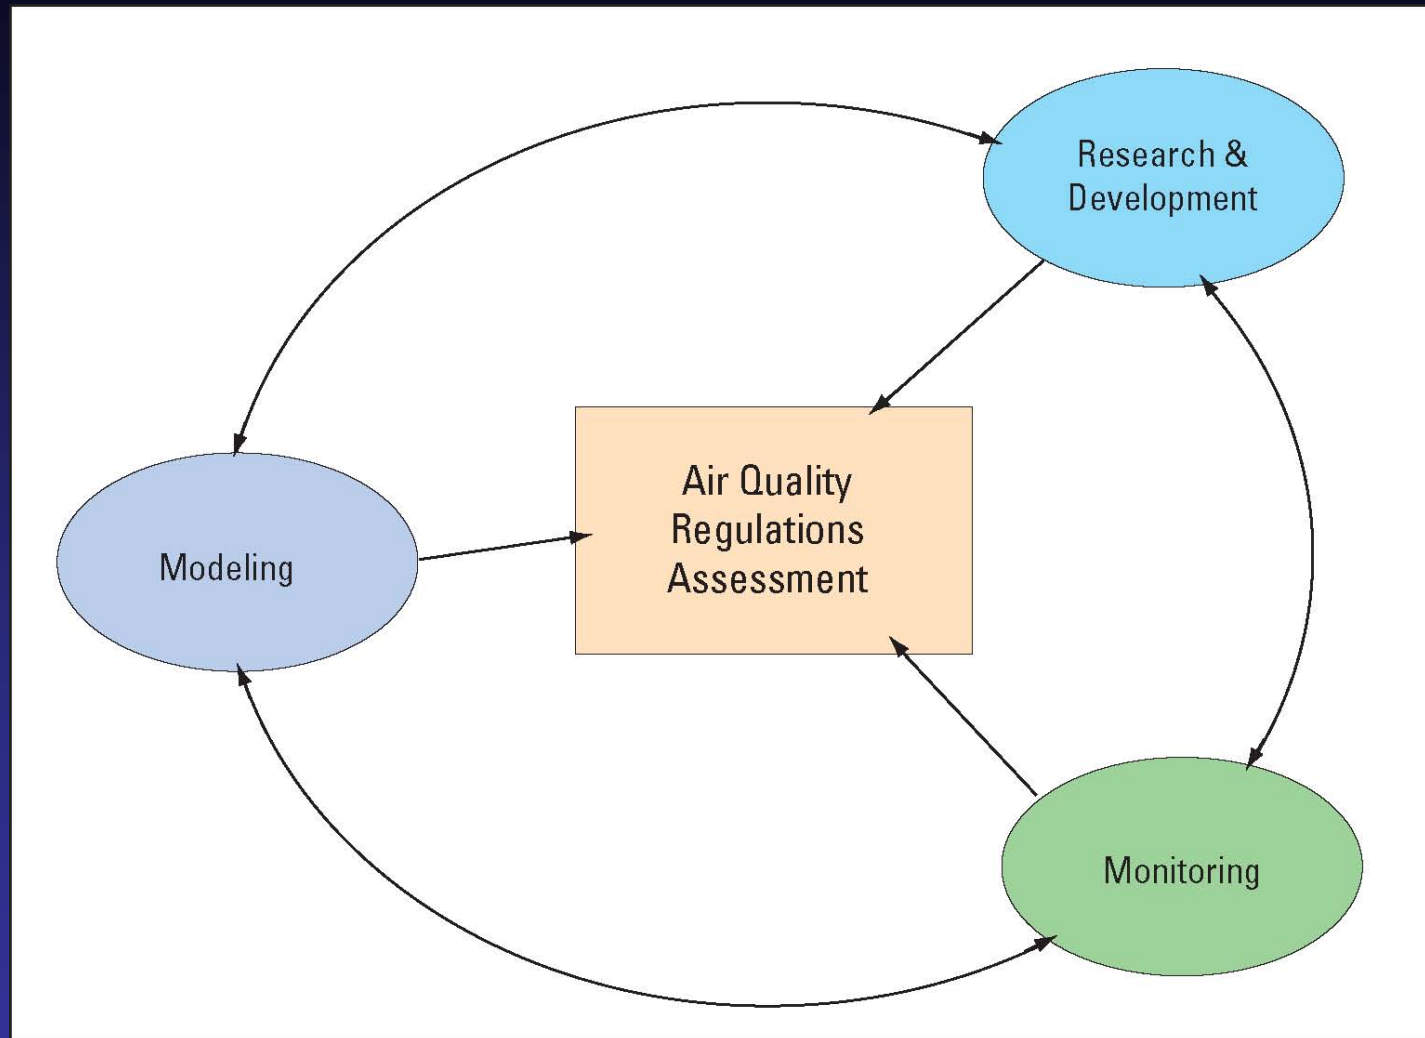 Research &
Development
Air Quality
Regulations
Assessment
Modeling
Monitoring